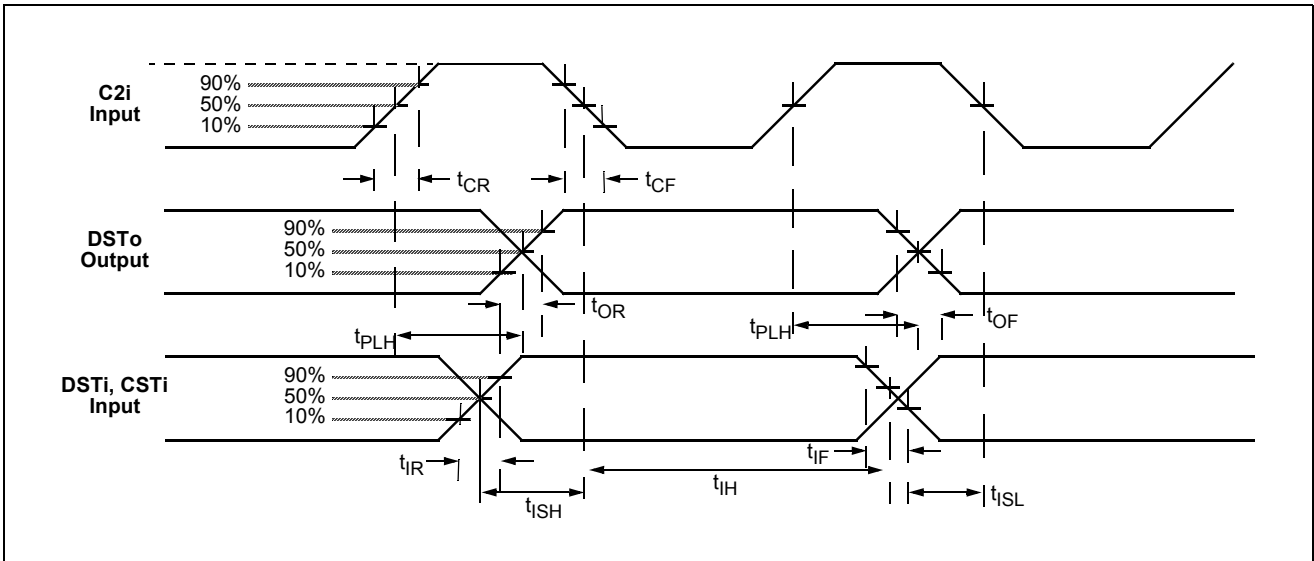 C2i
Input
90%
50%
10%
tCR
tCF
DSTo
Output
90%
50%
10%
tOR
tOF
tPLH
tPLH
DSTi, CSTi
Input
90%
50%
10%
tIR
tIF
tISH
tIH
tISL